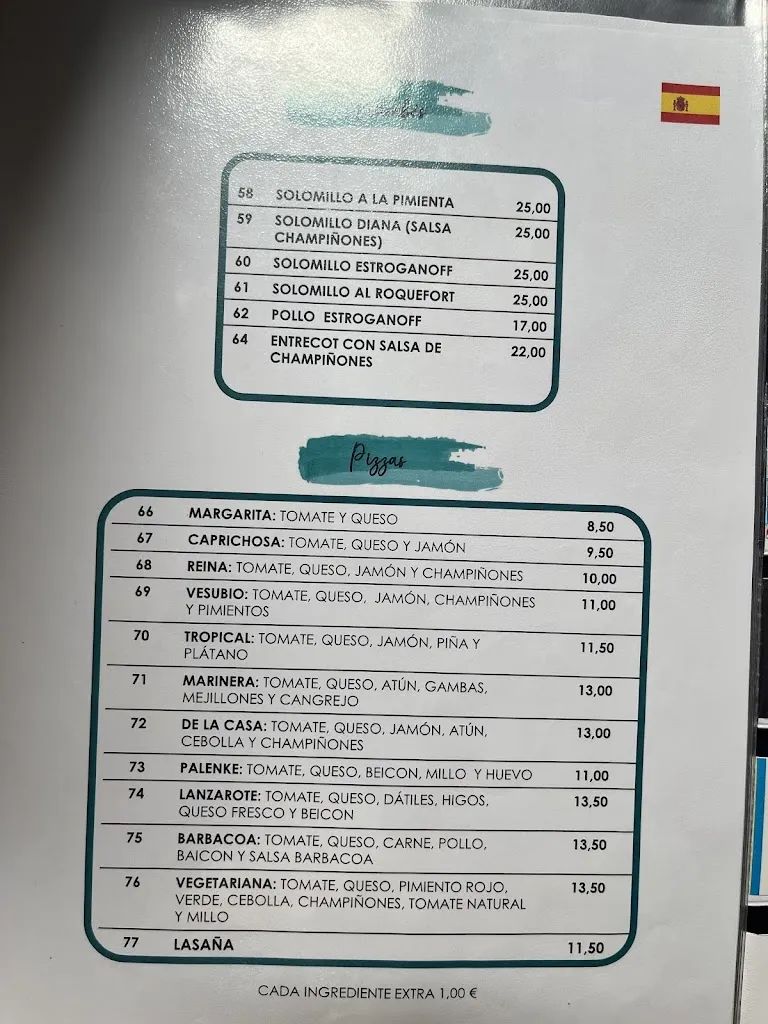 58 SOLOMILLO A LA PIMIENTA 25,00
59 SOLOMILLO DIANA (SALSA 25,00
CHAMPIÑONES)
60 SOLOMILLO ESTROGANOFF 25,00
61 SOLOMILLO AL ROQUEFORT 25,00
62 POLLO ESTROGANOFF 17,00
64 ENTRECOT CON SALSA DE 22,00
CHAMPIÑONES
Pizzas
66 MARGARITA: TOMATE Y QUESO 8,50
67 CAPRICHOSA: TOMATE, QUESO Y JAMÓN 9,50
68 REINA: TOMATE, QUESO, JAMÓN Y CHAMPIÑONES 10,00
69 VESUBIO: TOMATE, QUESO, JAMÓN, CHAMPIÑONES 11,00
Y PIMIENTOS
70 TROPICAL: TOMATE, QUESO, JAMÓN, PIÑA Y 11,50
PLÁTANO
71 MARINERA: TOMATE, QUESO, ATÚN, GAMBAS, 13,00
MEJILLONES Y CANGREJO
72 DE LA CASA: TOMATE, QUESO, JAMÓN, ATÚN, 13,00
CEBOLLA Y CHAMPIÑONES
73 PALENKE: TOMATE, QUESO, BEICON, MILLO Y HUEVO 11,00
74 LANZAROTE: TOMATE, QUESO, DÁTILES, HIGOS, 13,50
QUESO FRESCO Y BEICON
75 BARBACOA: TOMATE, QUESO, CARNE, POLLO, 13,50
BAICON Y SALSA BARBACOA
76 VEGETARIANA: TOMATE, QUESO, PIMIENTO ROJO, 13,50
VERDE, CEBOLLA, CHAMPIÑONES, TOMATE NATURAL
Y MILLO
77 LASAÑA 11,50
CADA INGREDIENTE EXTRA 1,00 €